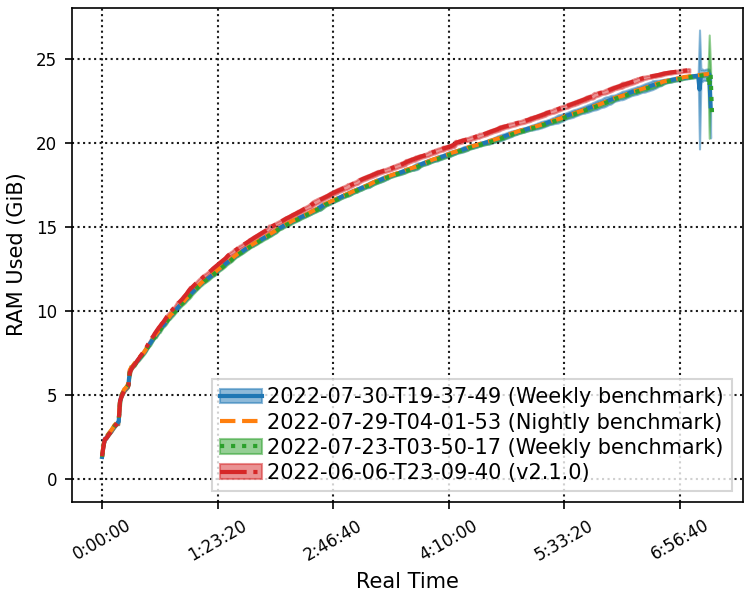 25
20
15
10
5
0
RAM Used (GiB)
2022-07-30-T19-37-49 (Weekly benchmark)
2022-07-29-T04-01-53 (Nightly benchmark)
2022-07-23-T03-50-17 (Weekly benchmark)
2022-06-06-T23-09-40 (v2.1.0)
0:00:00
1:23:20
2:46:40
4:10:00
5:33:20
6:56:40
Real Time